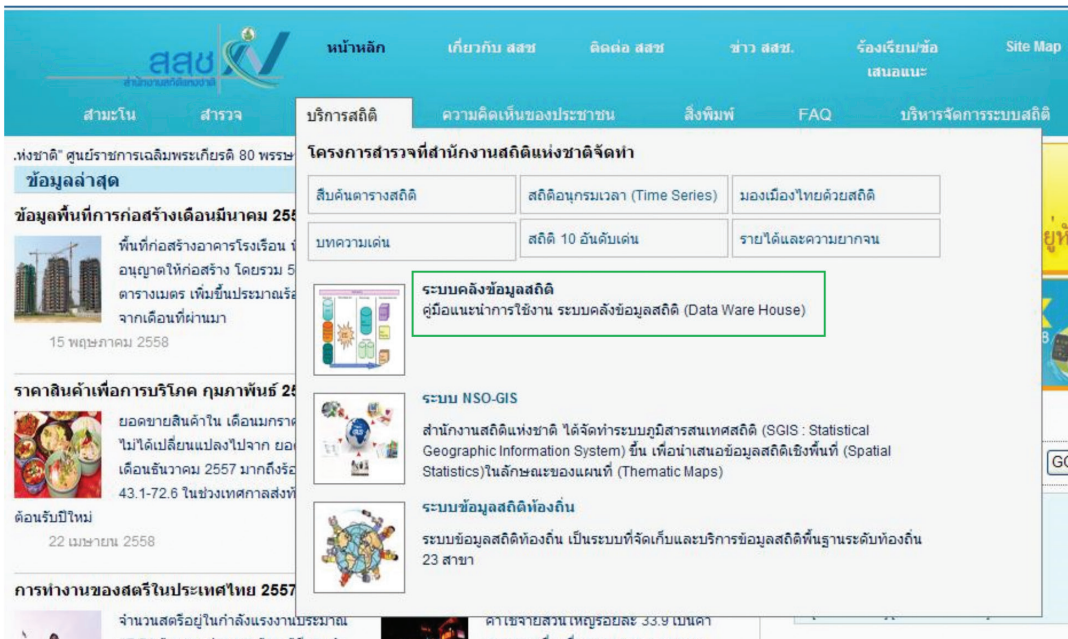 สสช
สำนักงานสถิติแห่งชาติ
หน้าหลัก
เกี่ยวกับ สสช
ติดต่อ สสช
ข่าว สสช.
ร้องเรียน/ข้อ
เสนอแนะ
Site Map
สามะโน
สำรวจ
บริการสถิติ
ความคิดเห็นของประชาชน
สิ่งพิมพ์
FAQ
บริหารจัดการระบบสถิติ
ห่งชาติ" ศูนย์ราชการเฉลิมพระเกียรติ 80 พรรษ
ข้อมูลล่าสุด
ข้อมูลพื้นที่การก่อสร้างเดือนมีนาคม 255
พื้นที่ก่อสร้างอาคารโรงเรือน
อนุญาตให้ก่อสร้าง โดยรวม 5
ตารางเมตร เพิ่มขึ้นประมาณร้อ
จากเดือนที่ผ่านมา
15 พฤษภาคม 2558
ราคาสินค้าเพื่อการบริโภค กุมภาพันธ์ 25
ยอดขายสินค้าใน เดือนมกรา
ไม่ได้เปลี่ยนแปลงไปจาก ยอ
เดือนธันวาคม 2557 มากถึงร้อ
43.1-72.6 ในช่วงเทศกาลส่งท้
ต้อนรับปีใหม่
22 เมษายน 2558
การทำงานของสตรีในประเทศไทย 2557
จำนวนสตรีอยู่ในกำลังแรงงานประมาณ
โครงการสำรวจที่สำนักงานสถิติแห่งชาติจัดทำ
สืบค้นตารางสถิติ
สถิติอนุกรมเวลา (Time Series)
มองเมืองไทยด้วยสถิติ
บทความเด่น
สถิติ 10 อันดับเด่น
รายได้และความยากจน
ระบบคลังข้อมูลสถิติ
คู่มือแนะนำการใช้งาน ระบบคลังข้อมูลสถิติ (Data Ware House)
ระบบ NSO-GIS
สำนักงานสถิติแห่งชาติ ได้จัดทำระบบภูมิสารสนเทศสถิติ (SGIS : Statistical
Geographic Information System) ขึ้น เพื่อนำเสนอข้อมูลสถิติเชิงพื้นที่ (Spatial
Statistics)ในลักษณะของแผนที่ (Thematic Maps)
ระบบข้อมูลสถิติท้องถิ่น
ระบบข้อมูลสถิติท้องถิ่น เป็นระบบที่จัดเก็บและบริการข้อมูลสถิติพื้นฐานระดับท้องถิ่น
23 สาขา
ค่าใช้จ่ายส่วนใหญ่ร้อยละ 33.9 เป็นค่า
GO